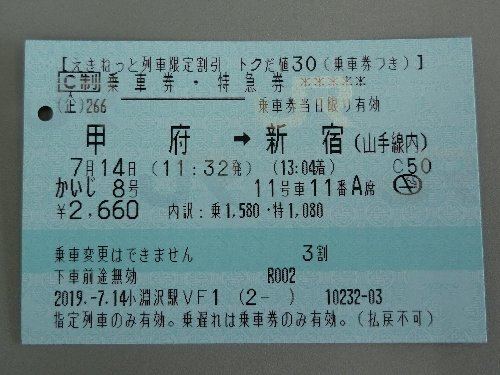 【えきねっと列車限定割引 トクだ値30(乗車券つき)】
C制 乗車券・特急券 *****
(企)266 乗車券当日限り有効
甲府 → 新宿(山手線内)
7月14日 (11:32発) (13:04着) C50
かいじ 8号 11号車11番A席
¥2,660 内訳:乗1,580・特1,080
乗車変更はできません 3割
下車前途無効 R002
2019.-7.14小淵沢駅VF1 (2- ) 10232-03
指定列車のみ有効。乗遅れは乗車券のみ有効。(払戻不可)